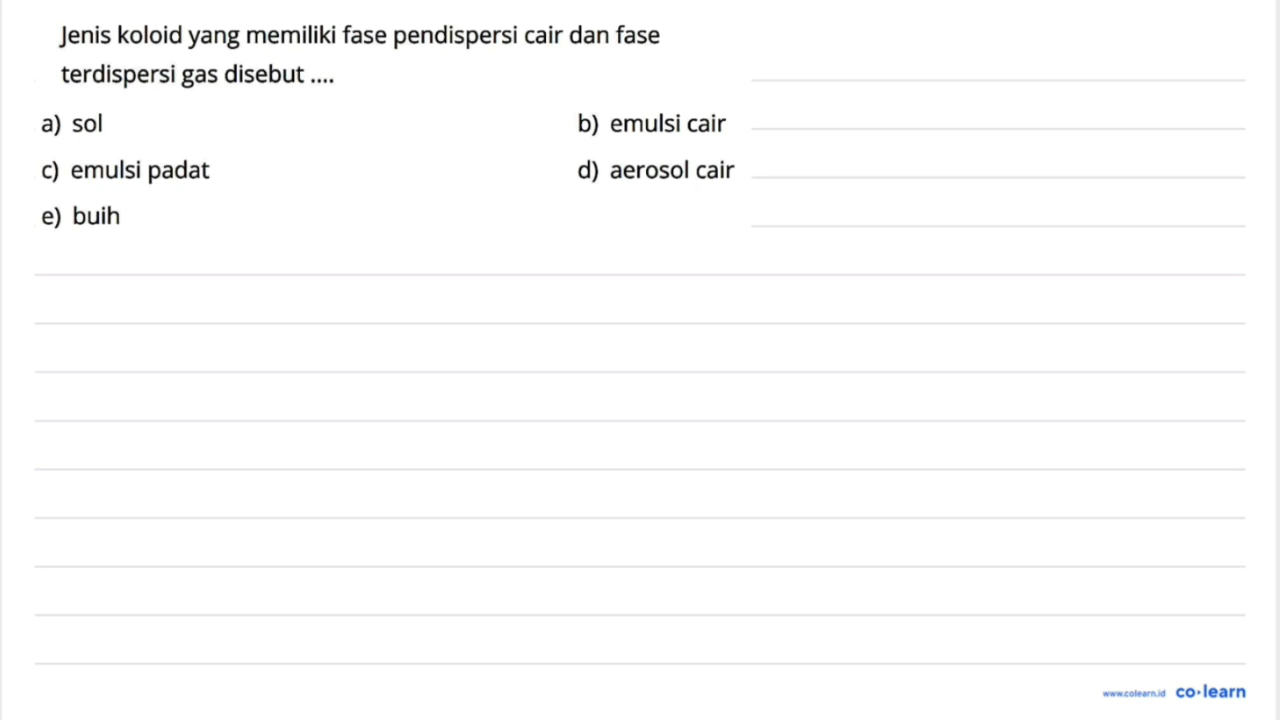 Jenis koloid yang memiliki fase pendispersi cair dan fase
terdispersi gas disebut ....
a) sol
b) emulsi cair
c) emulsi padat
d) aerosol cair
e) buih
www.colearn.id co·learn